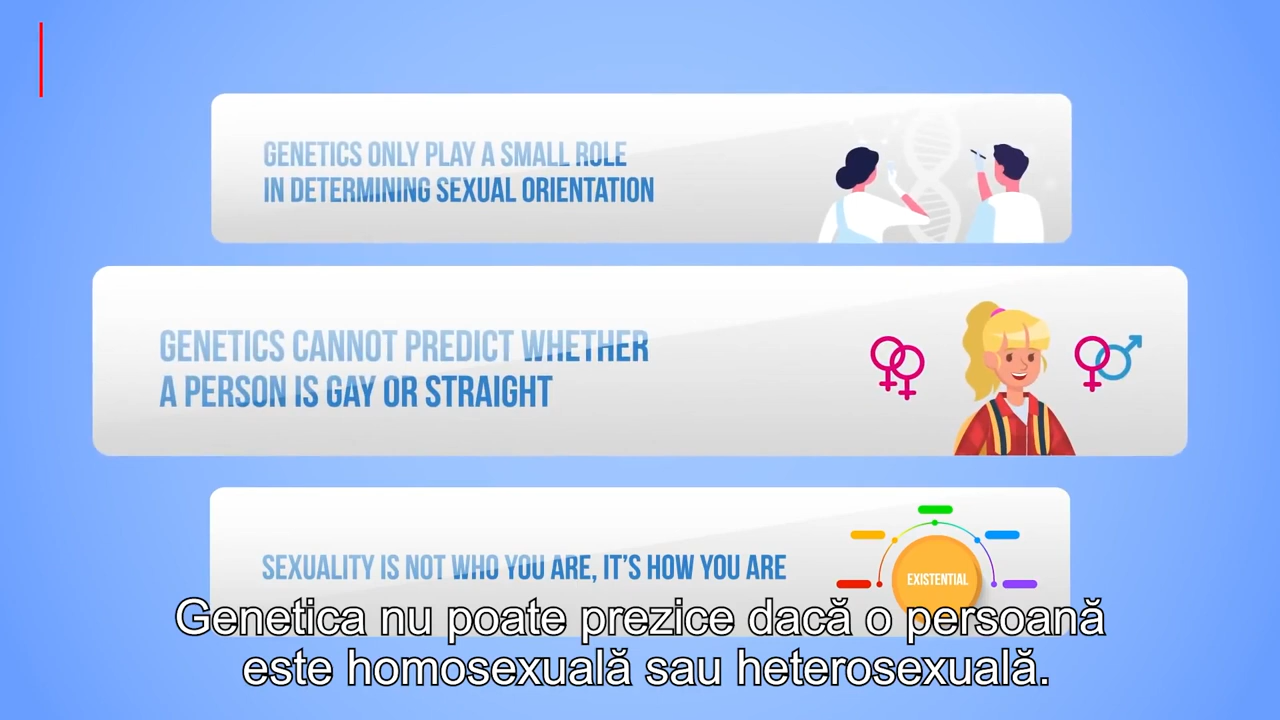 GENETICS ONLY PLAY A SMALL ROLE
IN DETERMINING SEXUAL ORIENTATION
GENETICS CANNOT PREDICT WHETHER
A PERSON IS GAY OR STRAIGHT
SEXUALITY IS NOT WHO YOU ARE, IT'S HOW YOU ARE
EXISTENTIAL
Genetica nu poate prezice dacă o persoană
este homosexuală sau heterosexuală.